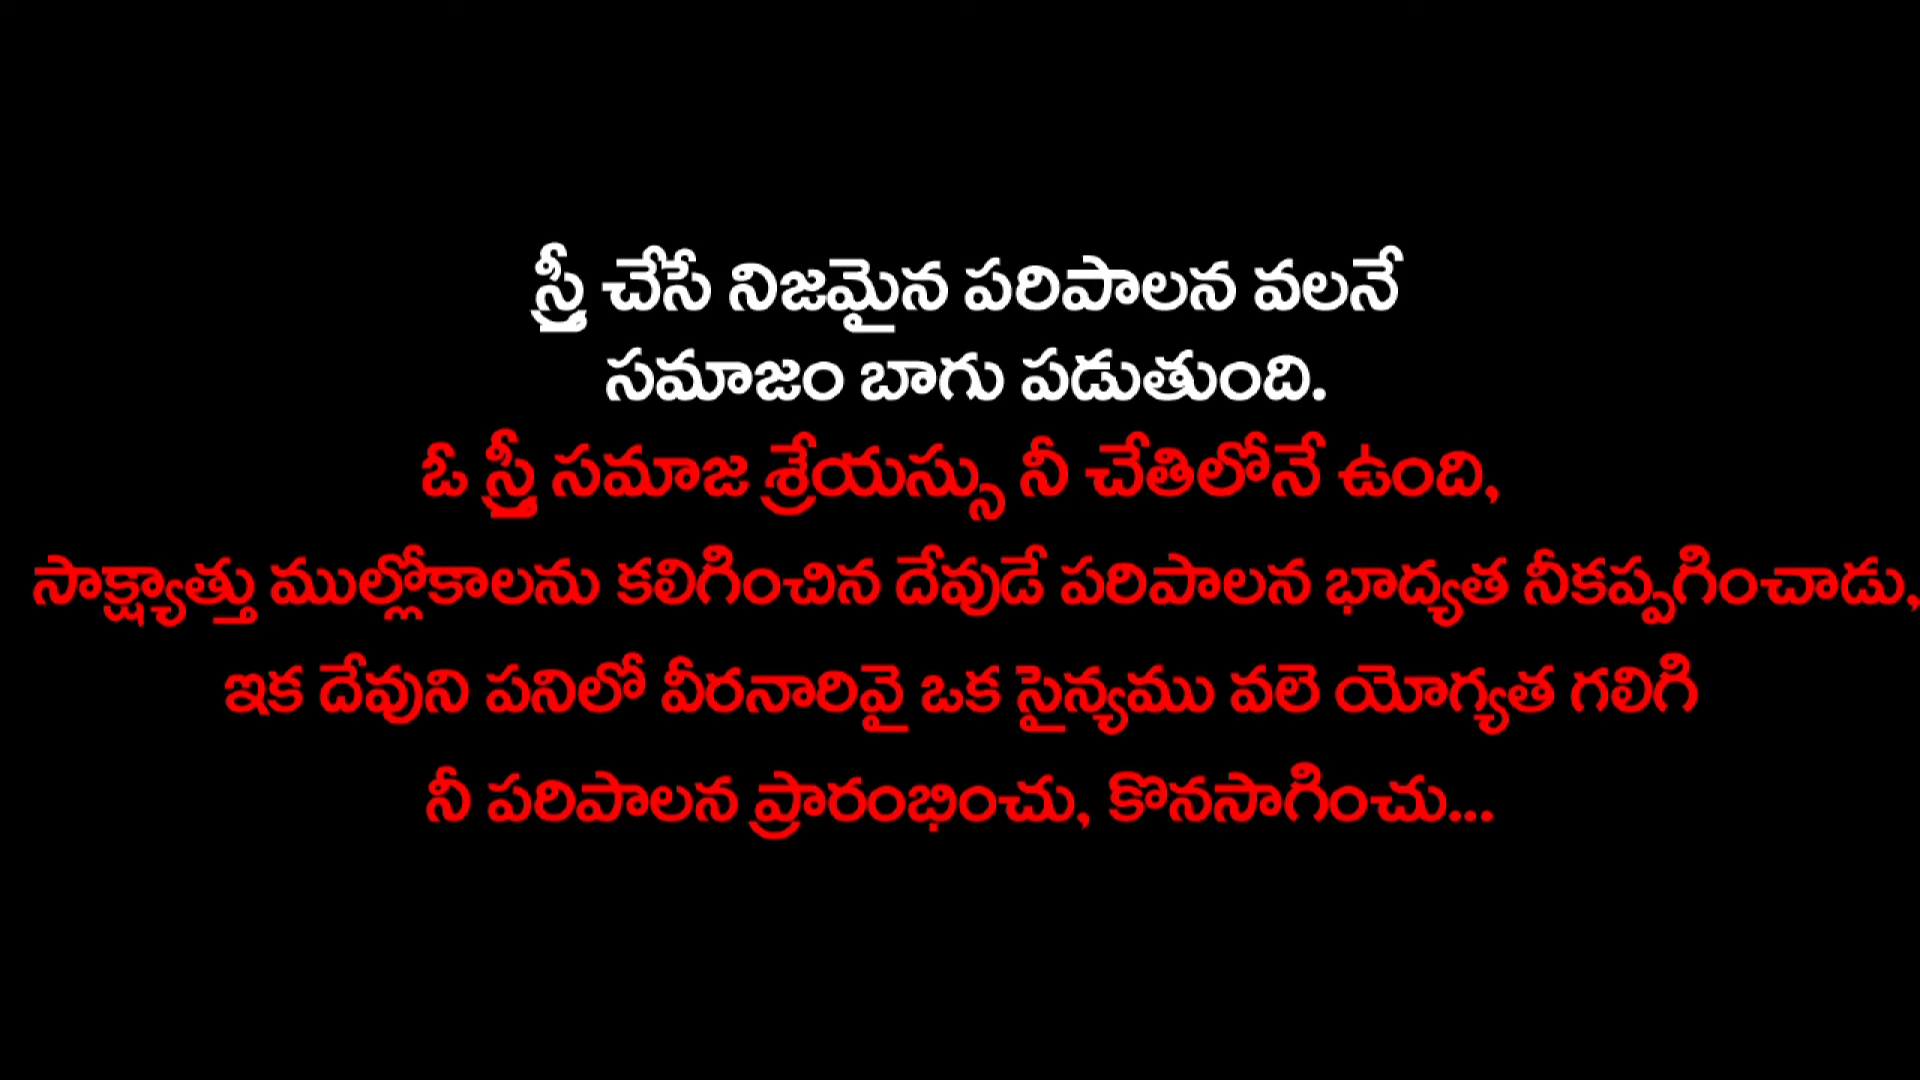 స్త్రీ చేసే నిజమైన పరిపాలన వలనే
సమాజం బాగు పడుతుంది.
ఓ స్త్రీ సమాజ శ్రేయస్సు నీ చేతిలోనే ఉంది,
సాక్ష్యాత్తు ముల్లోకాలను కలిగించిన దేవుడే పరిపాలన భాద్యత నీకప్పగించాడు,
ఇక దేవుని పనిలో వీరనారివై ఒక సైన్యము వలె యోగ్యత గలిగి
నీ పరిపాలన ప్రారంభించు, కొనసాగించు...